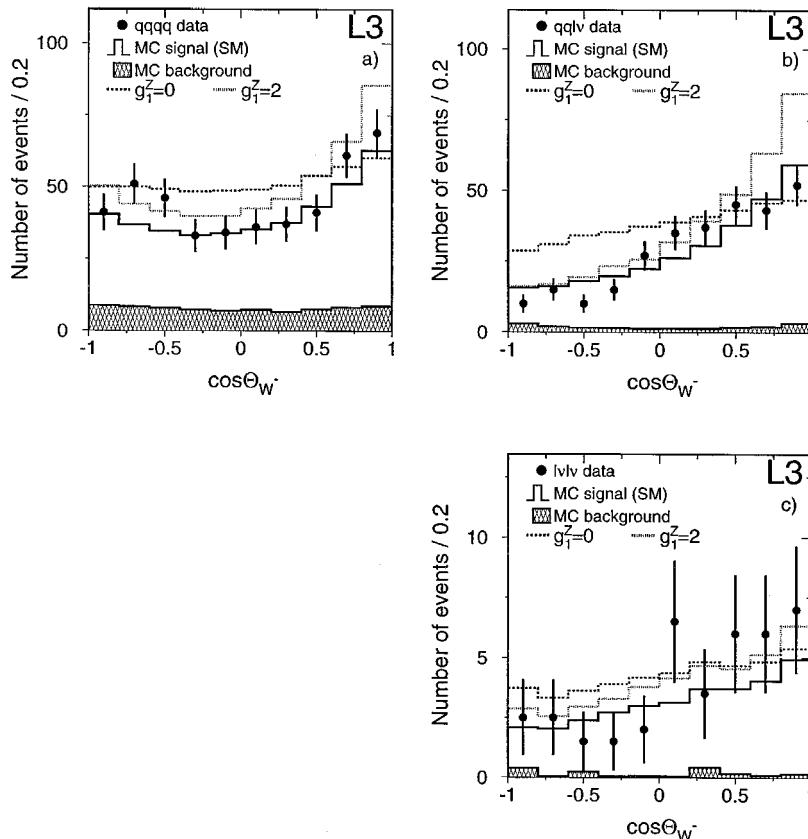 100
50
0
Number of events / 0.2
qqqq data
L3
MC signal (SM)
a)
MC background
g₁ᶻ=0 g₁ᶻ=2
-1 -0.5 0 0.5 1
cosΘ_W⁻
100
50
0
Number of events / 0.2
qqlν data
L3
MC signal (SM)
b)
MC background
g₁ᶻ=0 g₁ᶻ=2
-1 -0.5 0 0.5
cosΘ_W⁻
10
5
0
Number of events / 0.2
lνlν data
L3
MC signal (SM)
c)
MC background
g₁ᶻ=0 g₁ᶻ=2
-1 -0.5 0 0.5
cosΘ_W⁻